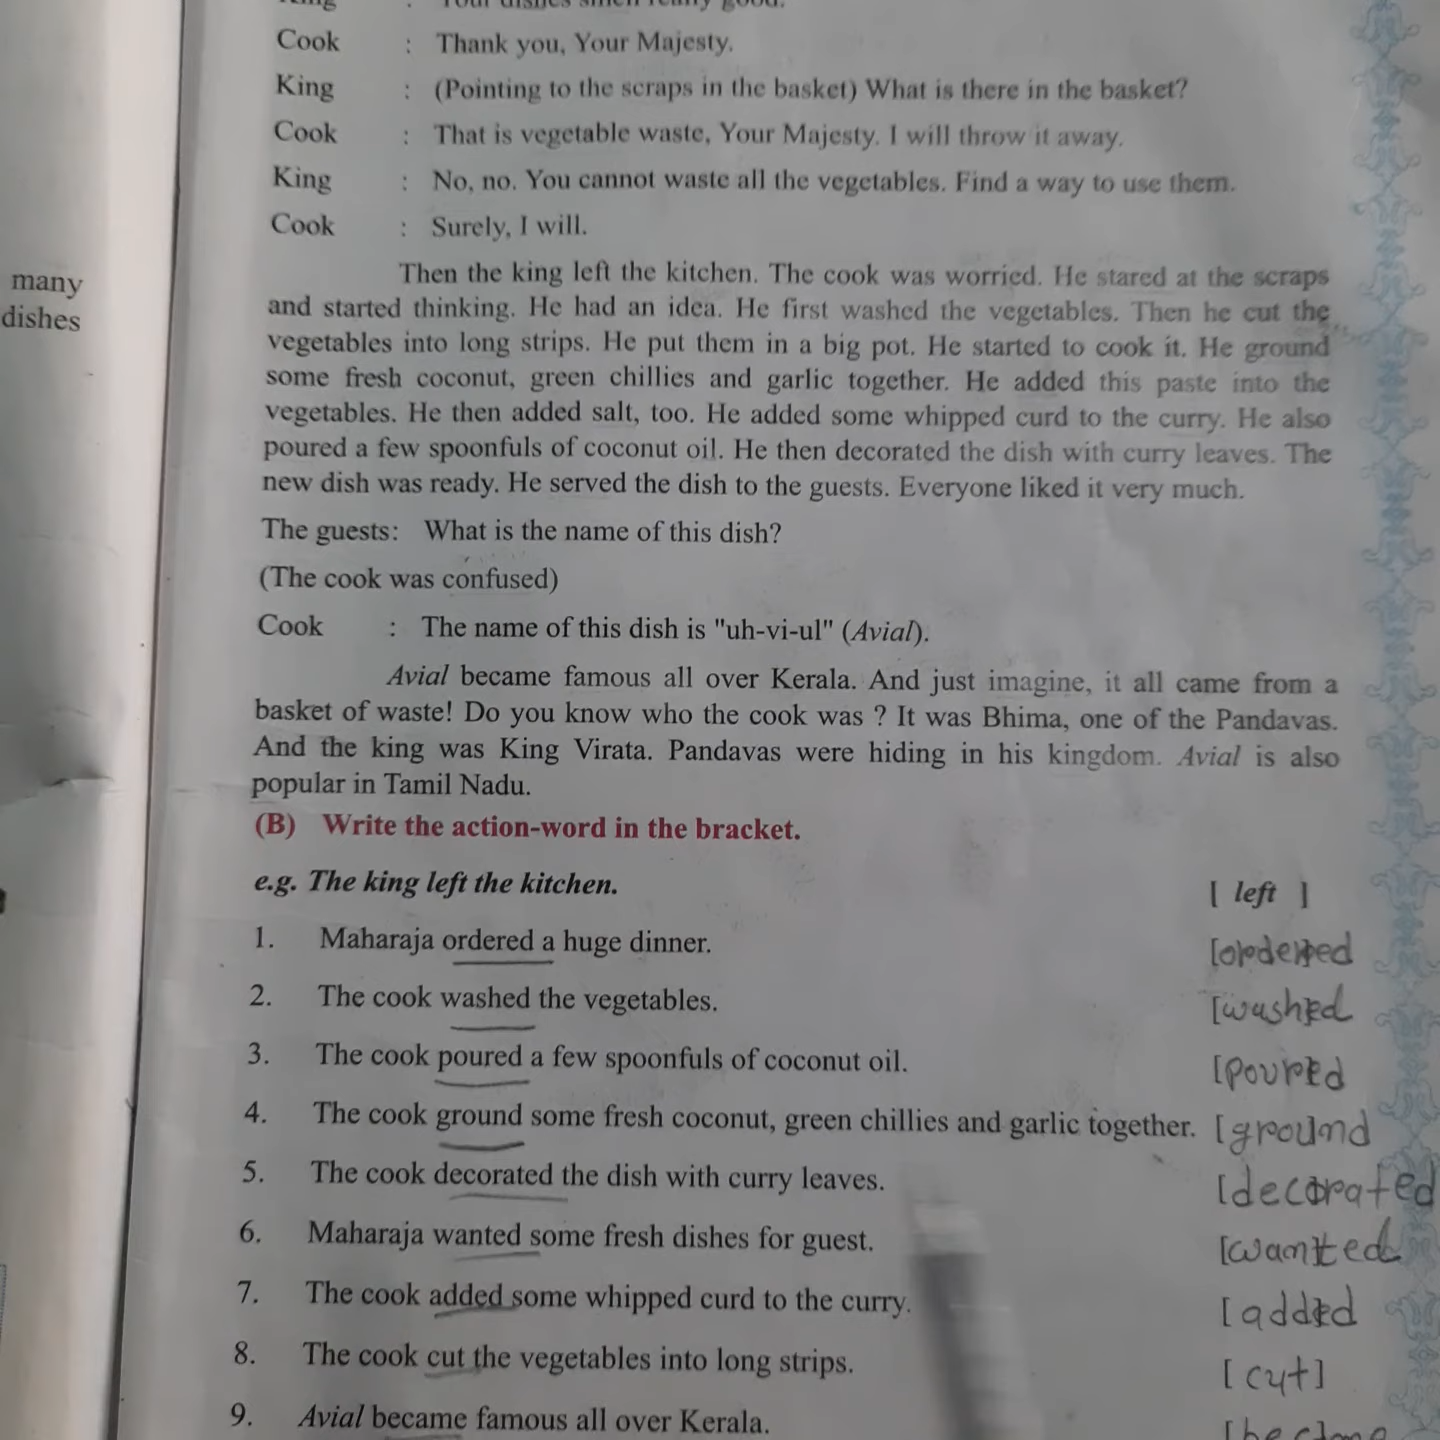 Cook : Thank you, Your Majesty.
King : (Pointing to the scraps in the basket) What is there in the basket?
Cook : That is vegetable waste, Your Majesty. I will throw it away.
King : No, no. You cannot waste all the vegetables. Find a way to use them.
Cook : Surely, I will.
many
dishes
Then the king left the kitchen. The cook was worried. He stared at the scraps
and started thinking. He had an idea. He first washed the vegetables. Then he cut the
vegetables into long strips. He put them in a big pot. He started to cook it. He ground
some fresh coconut, green chillies and garlic together. He added this paste into the
vegetables. He then added salt, too. He added some whipped curd to the curry. He also
poured a few spoonfuls of coconut oil. He then decorated the dish with curry leaves. The
new dish was ready. He served the dish to the guests. Everyone liked it very much.
The guests: What is the name of this dish?
(The cook was confused)
Cook : The name of this dish is "uh-vi-ul" (Avial).
Avial became famous all over Kerala. And just imagine, it all came from a
basket of waste! Do you know who the cook was ? It was Bhima, one of the Pandavas.
And the king was King Virata. Pandavas were hiding in his kingdom. Avial is also
popular in Tamil Nadu.
(B) Write the action-word in the bracket.
e.g. The king left the kitchen. [ left ]
1. Maharaja ordered a huge dinner. [ordered
2. The cook washed the vegetables. [washed
3. The cook poured a few spoonfuls of coconut oil. [poured
4. The cook ground some fresh coconut, green chillies and garlic together. [ground
5. The cook decorated the dish with curry leaves. [decorated
6. Maharaja wanted some fresh dishes for guest. [wanted
7. The cook added some whipped curd to the curry. [added
8. The cook cut the vegetables into long strips. [cut]
9. Avial became famous all over Kerala.